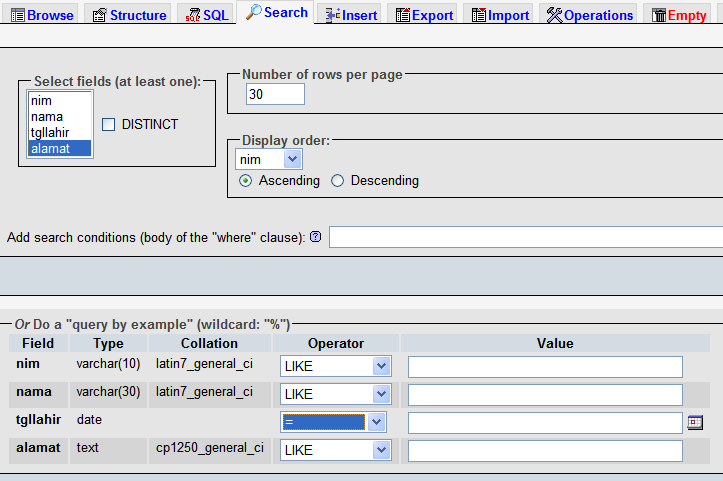 Browse Structure SQL Search Insert Export Import Operations Empty
Select fields (at least one):
nim
nama
tgllahir
alamat
DISTINCT
Number of rows per page
30
Display order:
nim
Ascending Descending
Add search conditions (body of the "where" clause):
Or Do a "query by example" (wildcard: "%")
Field Type Collation Operator Value
nim varchar(10) latin7_general_ci LIKE
nama varchar(30) latin7_general_ci LIKE
tgllahir date =
alamat text cp1250_general_ci LIKE